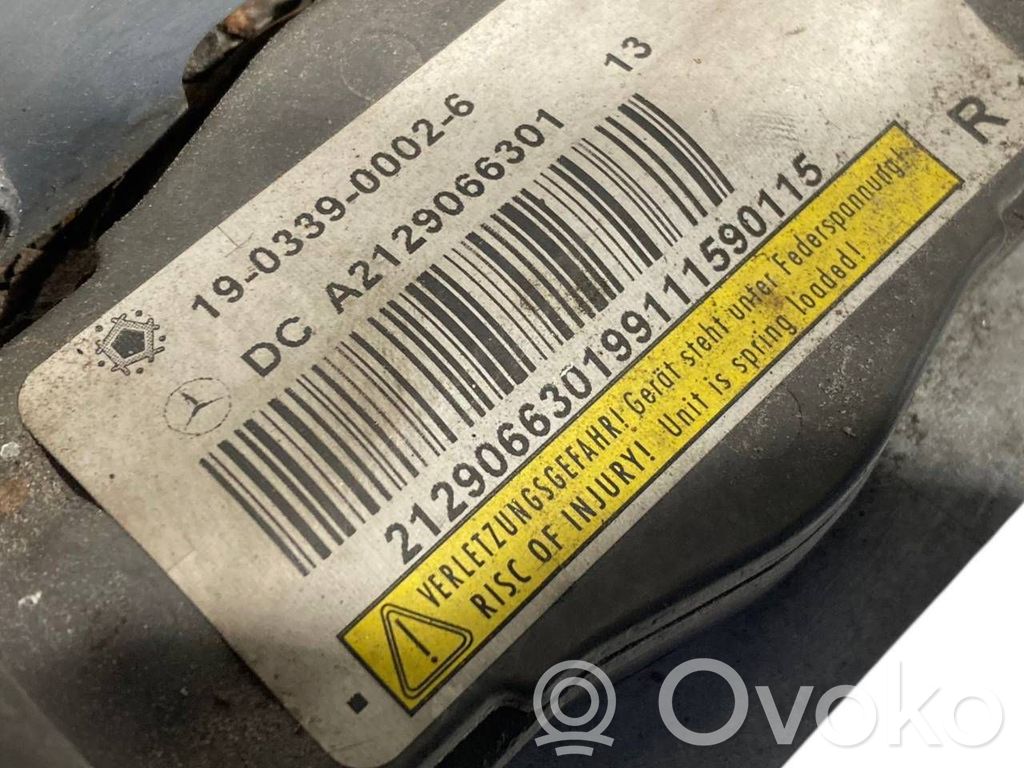 19-0339-0002-6
DC A2129066301 13
212906630199111590115
R
VERLETZUNGSGEFAHR! Gerät steht unter Federspannung!
RISC OF INJURY! Unit is spring loaded!
Ovoko